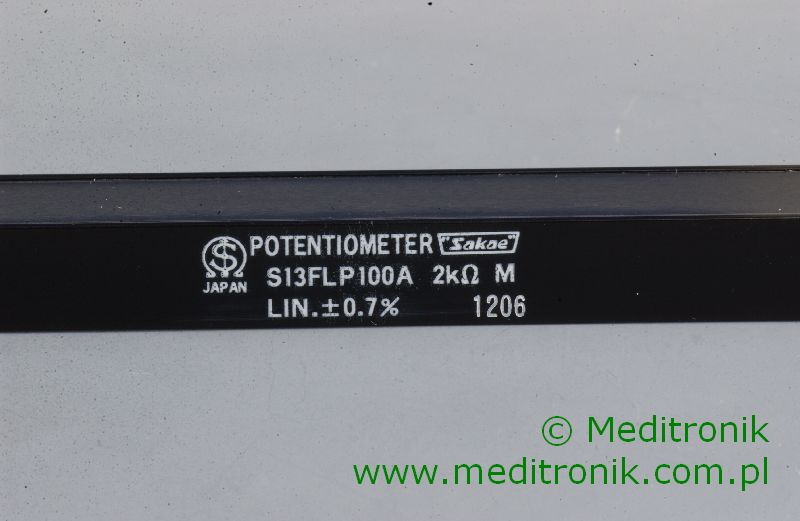 POTENTIOMETER "Sakae"
S13FLP100A 2kΩ M
JAPAN
LIN.±0.7% 1206
© Meditronik
www.meditronik.com.pl